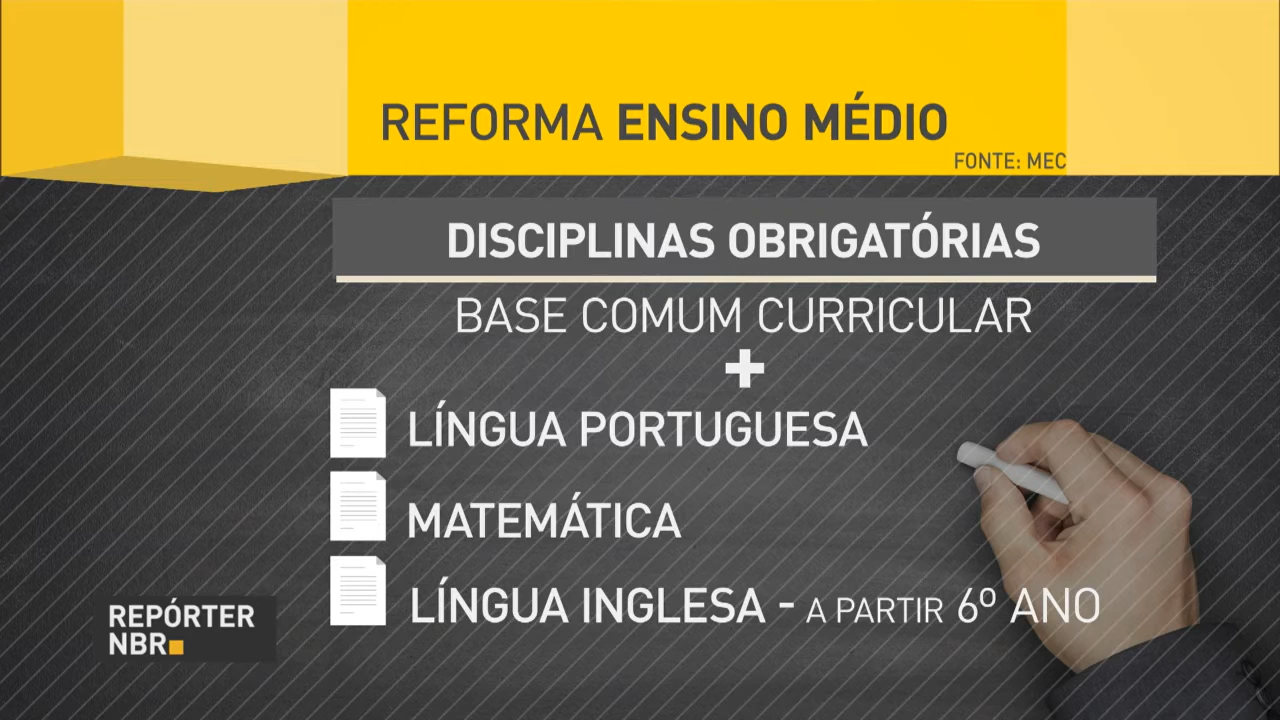 REFORMA ENSINO MÉDIO
FONTE: MEC
DISCIPLINAS OBRIGATÓRIAS
BASE COMUM CURRICULAR
+
LÍNGUA PORTUGUESA
MATEMÁTICA
LÍNGUA INGLESA - A PARTIR 6º ANO
REPÓRTER
NBR